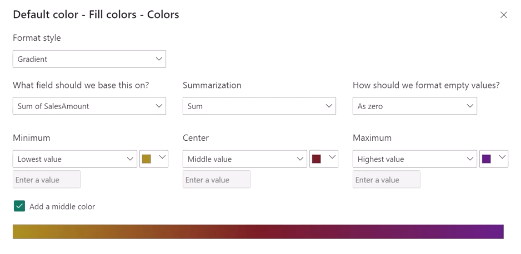 Default color - Fill colors - Colors
Format style
Gradient
What field should we base this on?
Summarization
How should we format empty values?
Sum of SalesAmount
Sum
As zero
Minimum
Center
Maximum
Lowest value
Middle value
Highest value
Enter a value
Enter a value
Enter a value
Add a middle color